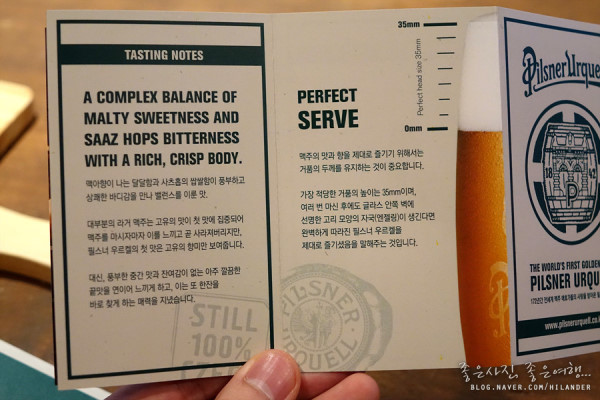 TASTING NOTES
A COMPLEX BALANCE OF
MALTY SWEETNESS AND
SAAZ HOPS BITTERNESS
WITH A RICH, CRISP BODY.
맥아향이 나는 달달함과 사츠홉의 쌉쌀함이 풍부하고
상쾌한 바디감을 만나 밸런스를 이룬 맛.
대부분의 라거 맥주는 고유의 맛이 첫 맛에 집중되어
맥주를 마시자마자 이를 느끼고 곧 사라져버리지만,
필스너 우르켈의 첫 맛은 고유의 향미만 보여줍니다.
대신, 풍부한 중간 맛과 잔여감이 없는 아주 깔끔한
끝맛을 연이어 느끼게 하고, 이는 또 한잔을
바로 찾게 하는 매력을 지녔습니다.
STILL
100%
PILSNER
URQUELL
PERFECT
SERVE
35mm
Perfect head size 35mm
0mm
맥주의 맛과 향을 제대로 즐기기 위해서는
거품의 두께를 유지하는 것이 중요합니다.
가장 적당한 거품의 높이는 35mm이며,
여러 번 마신 후에도 글라스 안쪽 벽에
선명한 고리 모양의 자국(엔젤링)이 생긴다면
완벽하게 따라진 필스너 우르켈을
제대로 즐기셨음을 말해주는 것입니다.
Pilsner Urquell
18 42
P
THE WORLD'S FIRST GOLDEN
PILSNER URQU
www.pilsnerurquell.co.k
좋은사진, 좋은여행...
BLOG.NAVER.COM/HILANDER